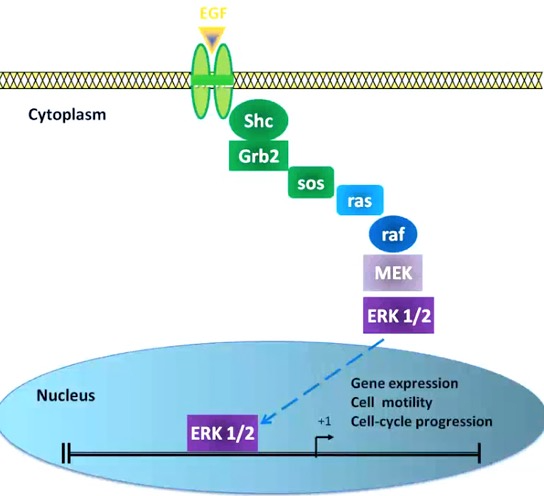 EGF
Cytoplasm
Shc
Grb2
sos
ras
raf
MEK
ERK 1/2
Nucleus
Gene expression
Cell motility
Cell-cycle progression
ERK 1/2
+1